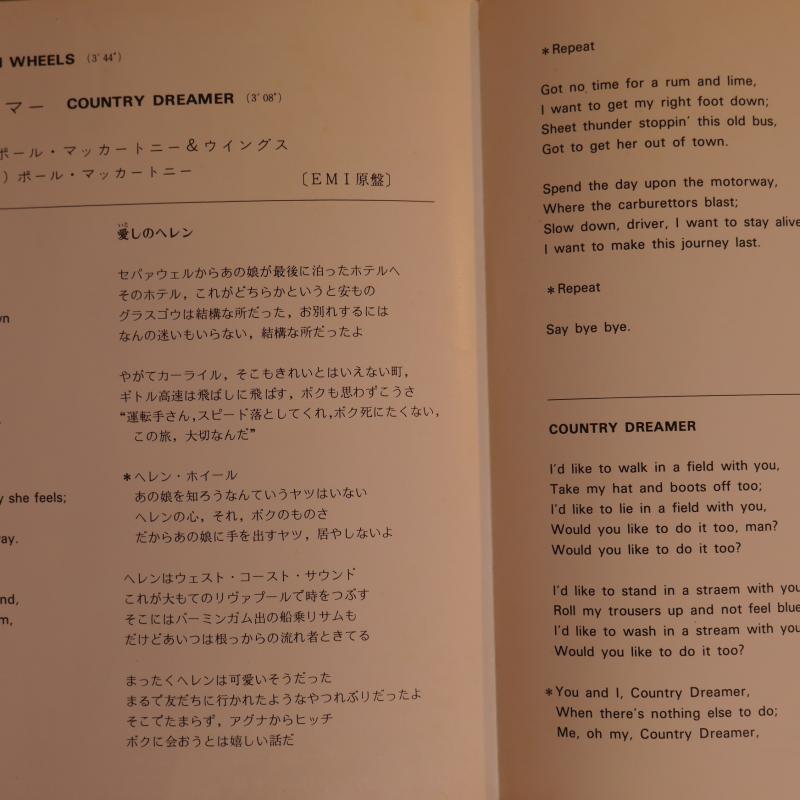 WHEELS (3′44″)
マー COUNTRY DREAMER (3′08″)
ポール・マッカートニー&ウイングス
) ポール・マッカートニー
〔EMI原盤〕
she feels;
ay.
nd,
m,
いと
愛しのヘレン
セバァウェルからあの娘が最後に泊ったホテルへ
そのホテル, これがどちらかというと安もの
グラスゴウは結構な所だった, お別れするには
なんの迷いもいらない, 結構な所だったよ
やがてカーライル, そこもきれいとはいえない町,
ギトル高速は飛ばしに飛ばす, ボクも思わずこうさ
“運転手さん,スピード落としてくれ,ボク死にたくない,
この旅, 大切なんだ”
*ヘレン・ホイール
あの娘を知ろうなんていうヤツはいない
ヘレンの心, それ, ボクのものさ
だからあの娘に手を出すヤツ, 居やしないよ
ヘレンはウェスト・コースト・サウンド
これが大もてのリヴァプールで時をつぶす
そこにはバーミンガム出の船乗リサムも
だけどあいつは根っからの流れ者ときてる
まったくヘレンは可愛いそうだった
まるで友だちに行かれたようなやつれぶりだったよ
そこでたまらず, アグナからヒッチ
ボクに会おうとは嬉しい話だ
*Repeat
Got no time for a rum and lime,
I want to get my right foot down;
Sheet thunder stoppin' this old bus,
Got to get her out of town.
Spend the day upon the motorway,
Where the carburettors blast;
Slow down, driver, I want to stay alive
I want to make this journey last.
*Repeat
Say bye bye.
COUNTRY DREAMER
I'd like to walk in a field with you,
Take my hat and boots off too;
I'd like to lie in a field with you,
Would you like to do it too, man?
Would you like to do it too?
I'd like to stand in a straem with you
Roll my trousers up and not feel blue
I'd like to wash in a stream with you
Would you like to do it too?
*You and I, Country Dreamer,
When there's nothing else to do;
Me, oh my, Country Dreamer,